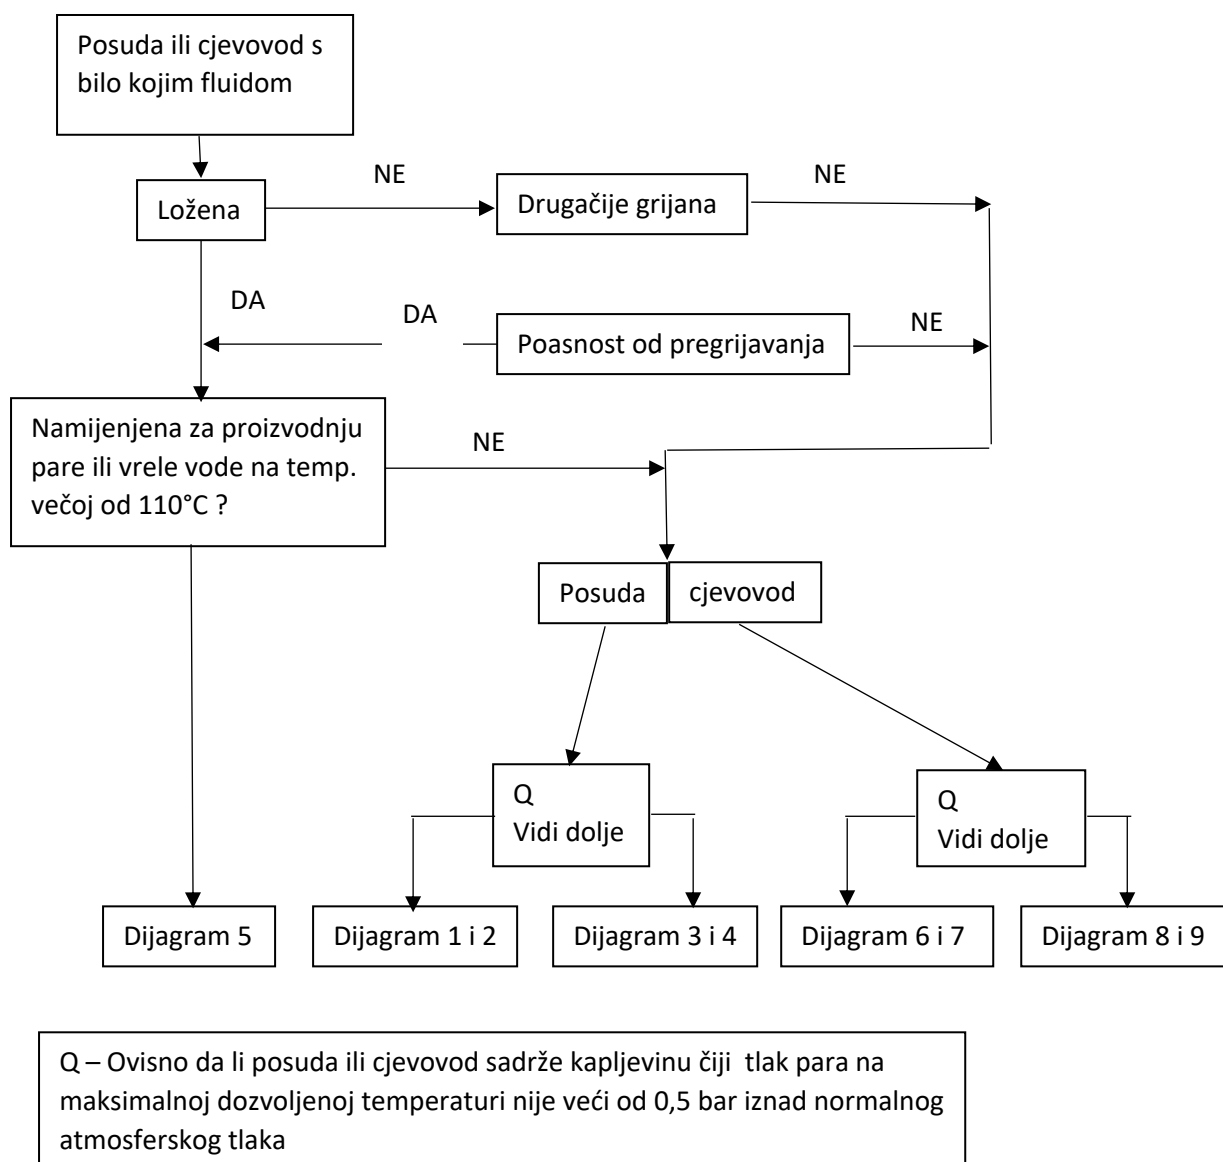 Posuda ili cjevovod s
bilo kojim fluidom
NE
NE
Ložena
Drugačije grijana
DA
DA
NE
Poasnost od pregrijavanja
Namijenjena za proizvodnju
pare ili vrele vode na temp.
večoj od 110°C ?
NE
Posuda
cjevovod
Q
Vidi dolje
Q
Vidi dolje
Dijagram 5
Dijagram 1 i 2
Dijagram 3 i 4
Dijagram 6 i 7
Dijagram 8 i 9
Q – Ovisno da li posuda ili cjevovod sadrže kapljevinu čiji  tlak para na
maksimalnoj dozvoljenoj temperaturi nije veći od 0,5 bar iznad normalnog
atmosferskog tlaka